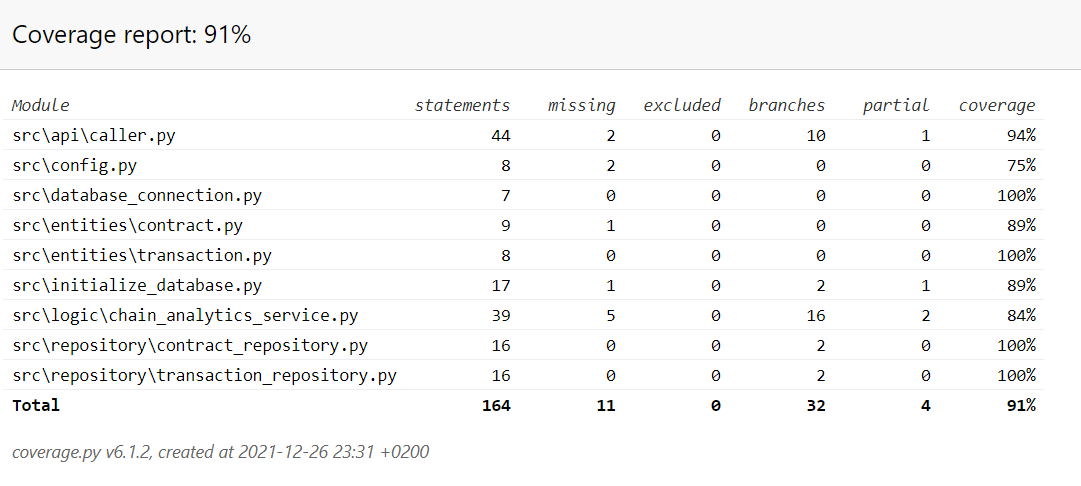 Coverage report: 91%
Module statements missing excluded branches partial coverage
src\api\caller.py 44 2 0 10 1 94%
src\config.py 8 2 0 0 0 75%
src\database_connection.py 7 0 0 0 0 100%
src\entities\contract.py 9 1 0 0 0 89%
src\entities\transaction.py 8 0 0 0 0 100%
src\initialize_database.py 17 1 0 2 1 89%
src\logic\chain_analytics_service.py 39 5 0 16 2 84%
src\repository\contract_repository.py 16 0 0 2 0 100%
src\repository\transaction_repository.py 16 0 0 2 0 100%
Total 164 11 0 32 4 91%
coverage.py v6.1.2, created at 2021-12-26 23:31 +0200